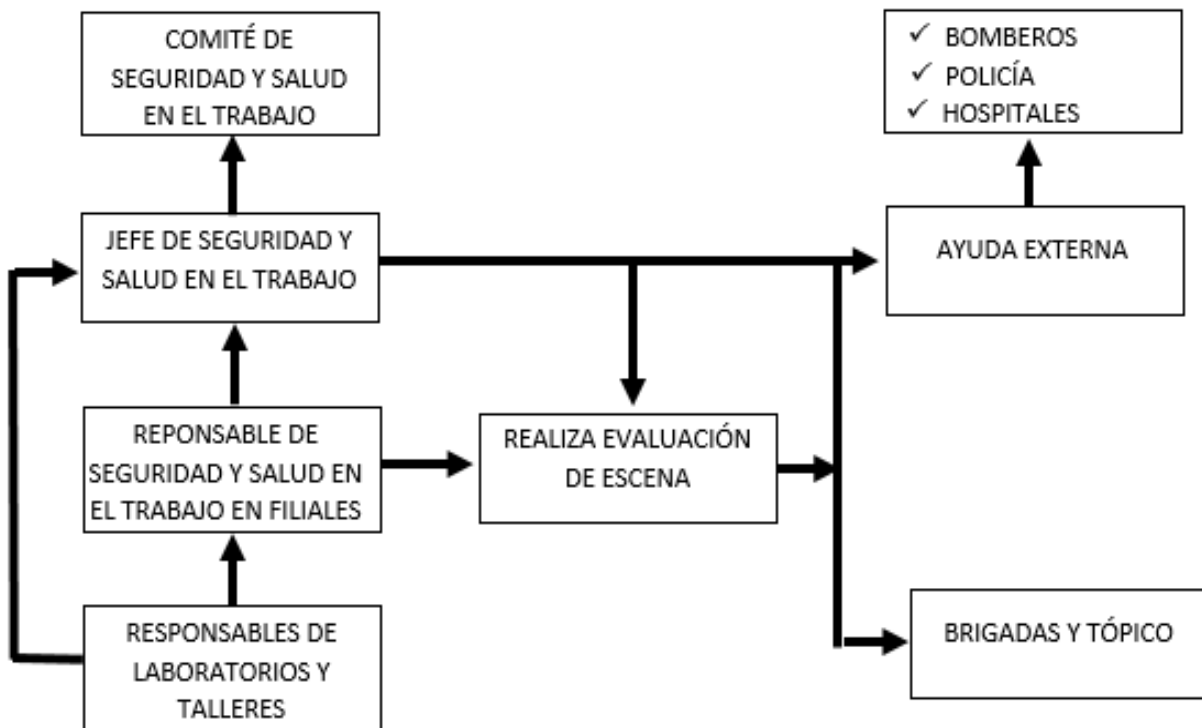 COMITÉ DE
SEGURIDAD Y SALUD
EN EL TRABAJO
✓ BOMBEROS
✓ POLICÍA
✓ HOSPITALES
JEFE DE SEGURIDAD Y
SALUD EN EL TRABAJO
AYUDA EXTERNA
REPONSABLE DE
SEGURIDAD Y SALUD EN
EL TRABAJO EN FILIALES
REALIZA EVALUACIÓN
DE ESCENA
RESPONSABLES DE
LABORATORIOS Y
TALLERES
BRIGADAS Y TÓPICO